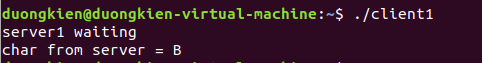 duongkien@duongkien-virtual-machine:~$ ./client1
server1 waiting
char from server = B